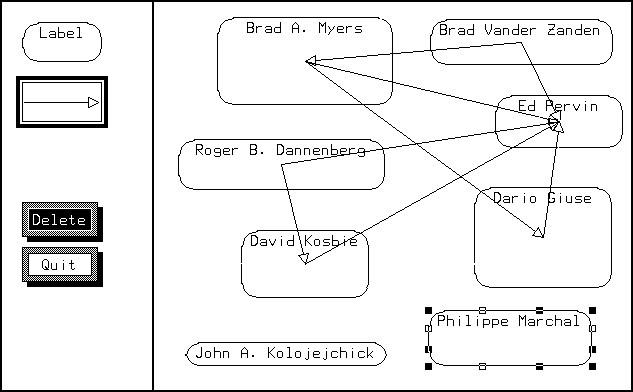 Label
Delete
Quit
Brad A. Myers
Brad Vander Zanden
Ed Pervin
Roger B. Dannenberg
Dario Giuse
David Kosbie
Philippe Marchal
John A. Kolojejchick